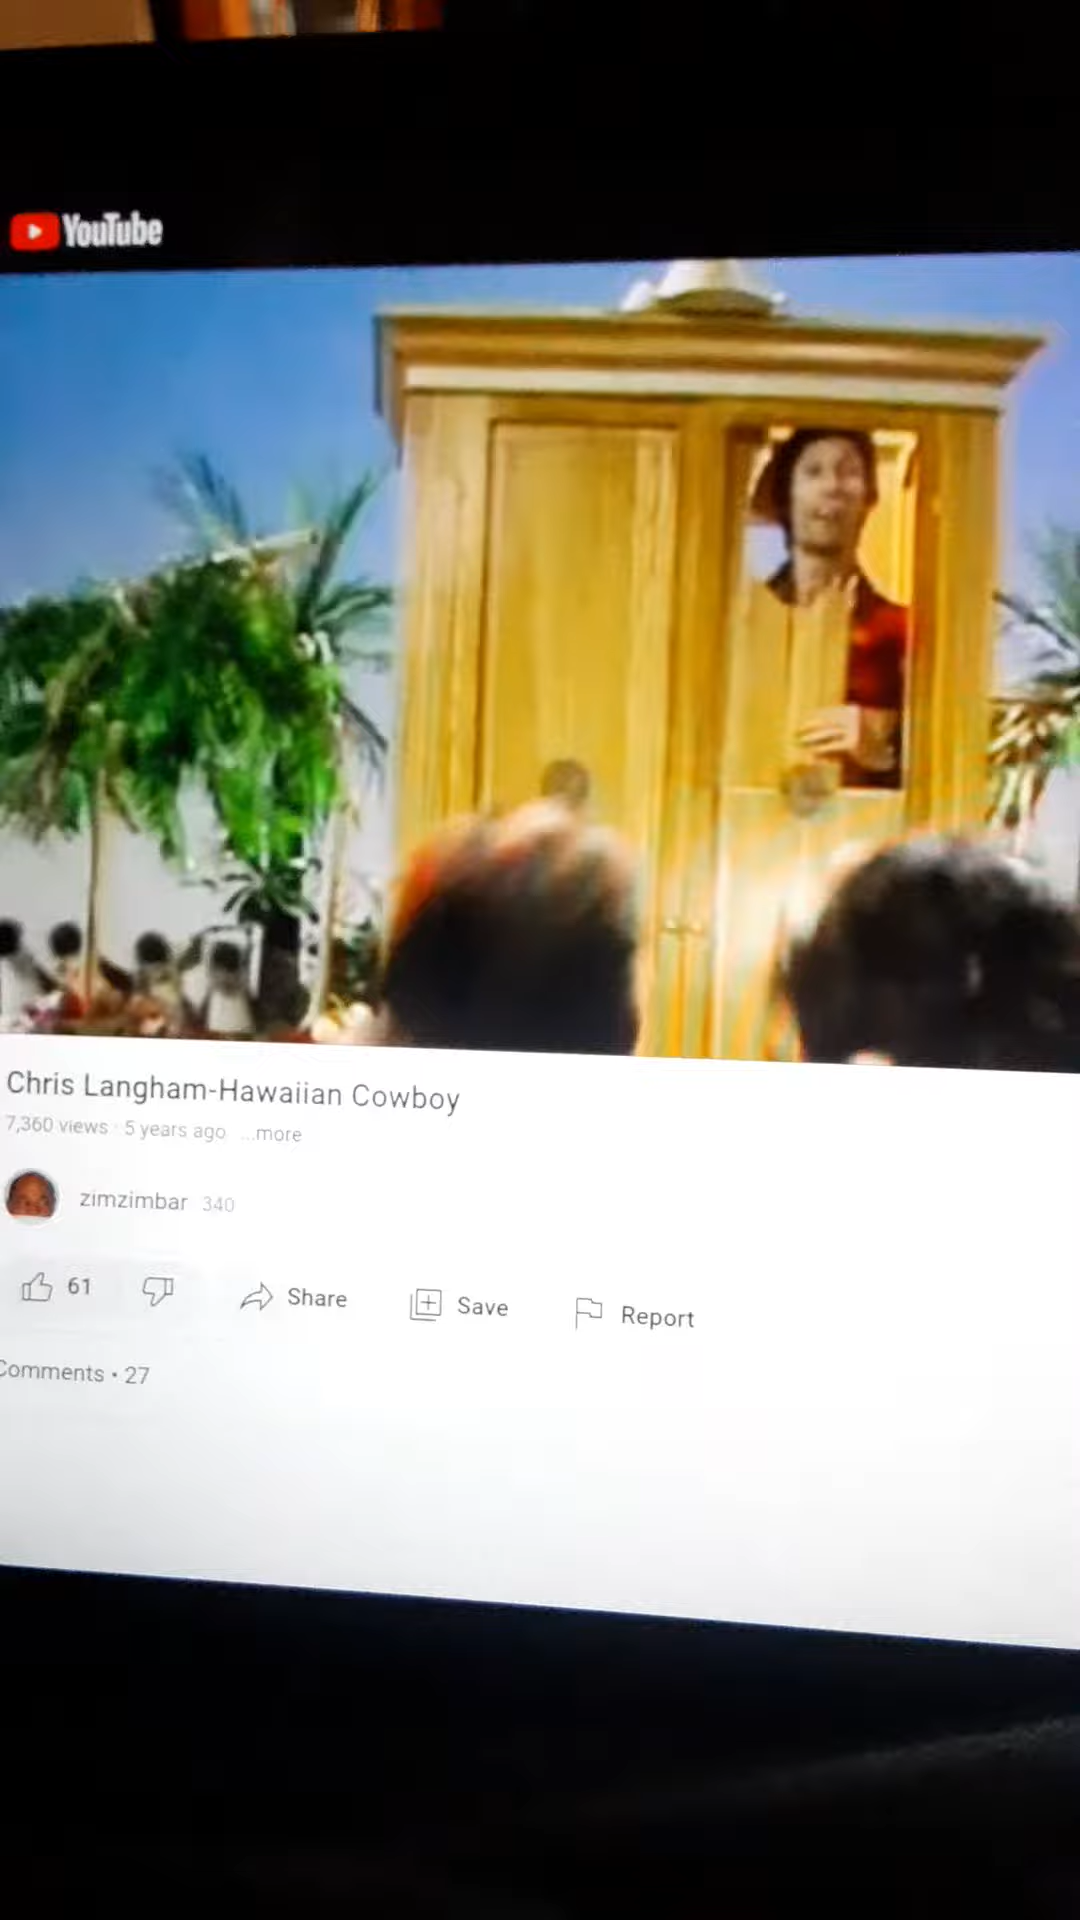 YouTube
Chris Langham-Hawaiian Cowboy
7,360 views · 5 years ago ...more
zimzimbar 340
61 Share Save Report
Comments • 27